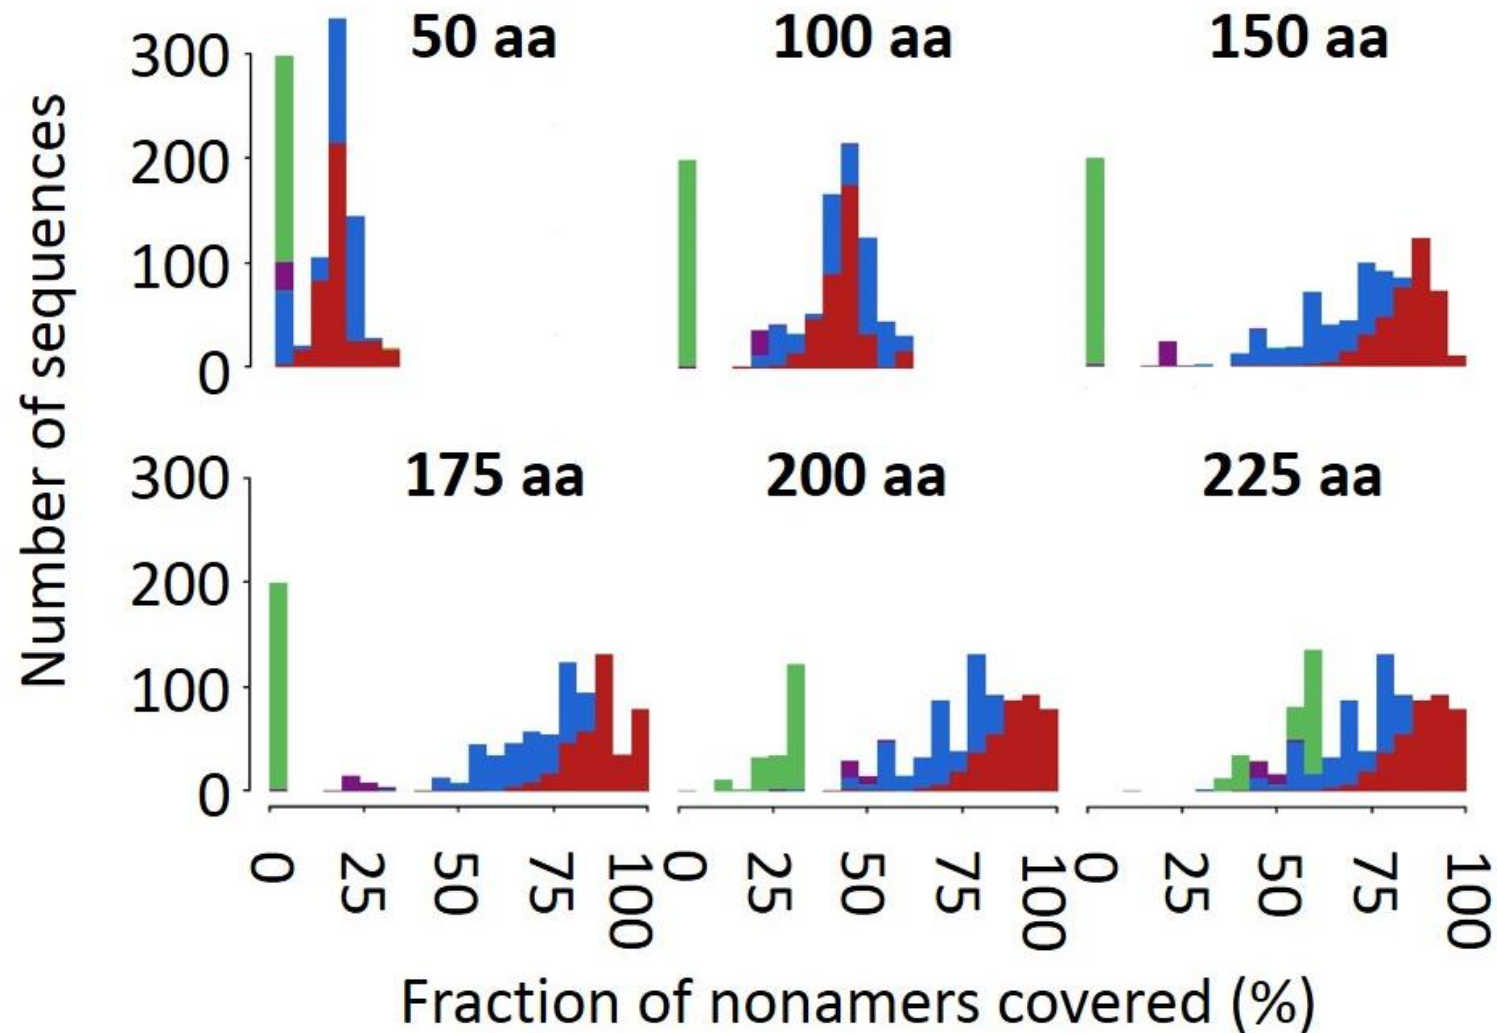 Number of sequences
50 aa
100 aa
150 aa
300
200
100
0
175 aa
200 aa
225 aa
300
200
100
0
0 25 50 75 100
0 25 50 75 100
0 25 50 75 100
Fraction of nonamers covered (%)